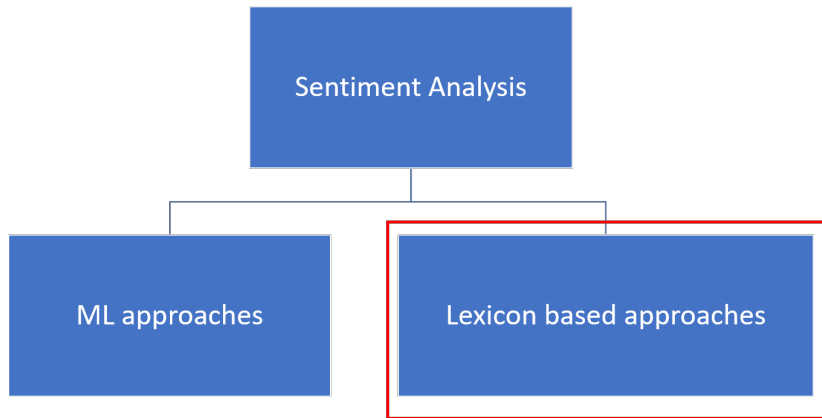 Sentiment Analysis
ML approaches
Lexicon based approaches